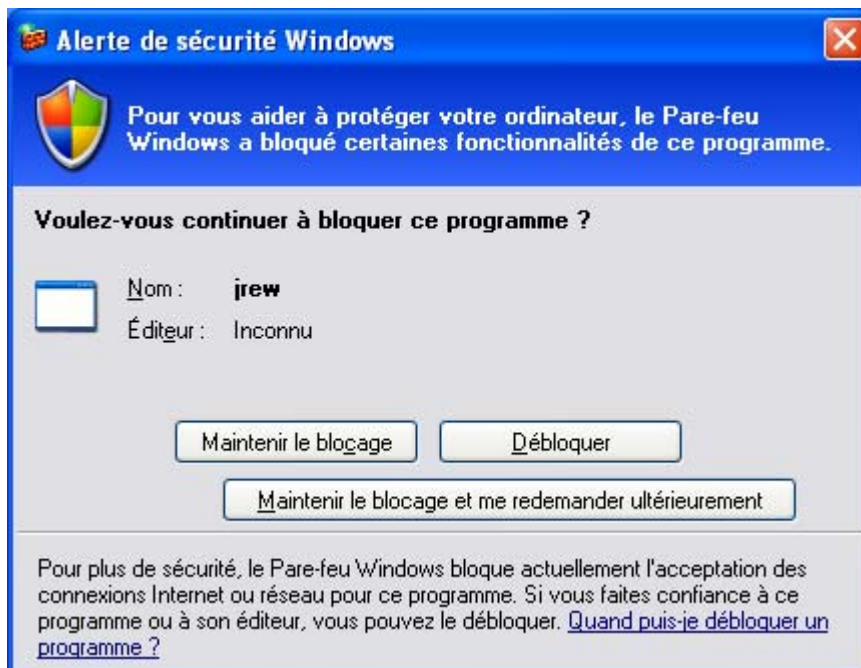 Alerte de sécurité Windows
Pour vous aider à protéger votre ordinateur, le Pare-feu
Windows a bloqué certaines fonctionnalités de ce programme.
Voulez-vous continuer à bloquer ce programme ?
Nom : jrew
Éditeur : Inconnu
Maintenir le blocage Débloquer
Maintenir le blocage et me redemander ultérieurement
Pour plus de sécurité, le Pare-feu Windows bloque actuellement l'acceptation des
connexions Internet ou réseau pour ce programme. Si vous faites confiance à ce
programme ou à son éditeur, vous pouvez le débloquer. Quand puis-je débloquer un
programme ?